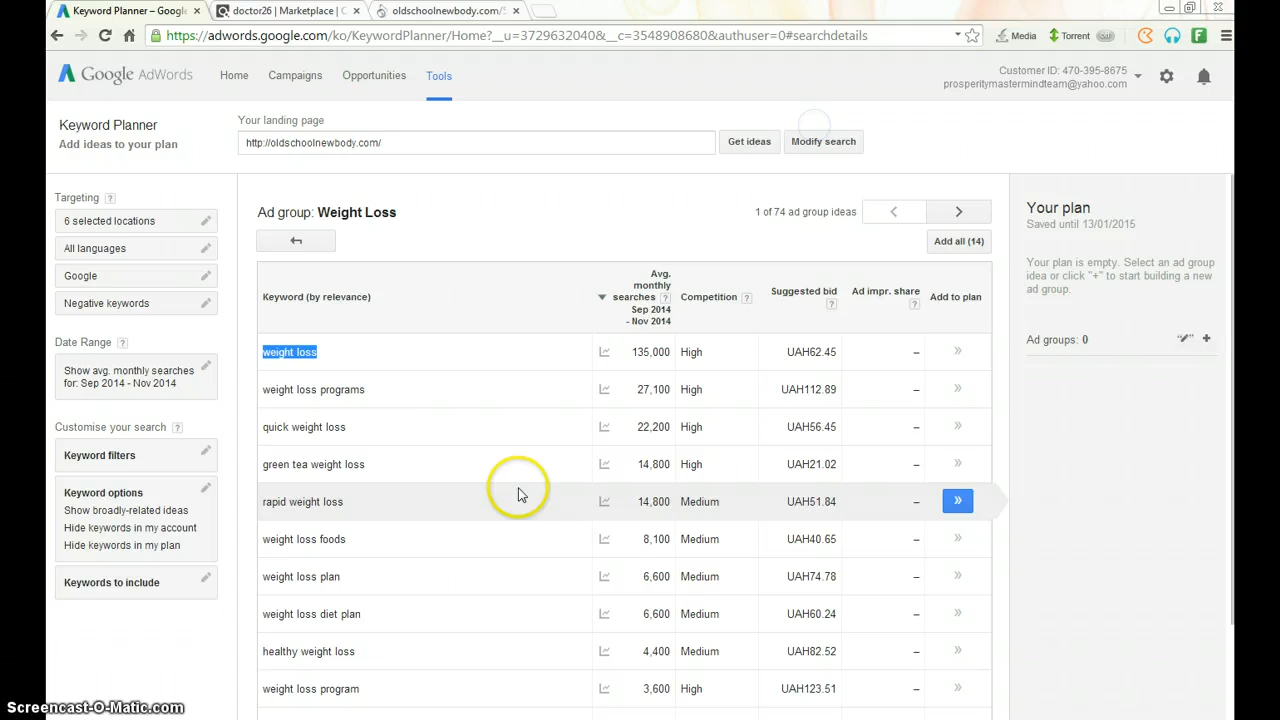 Keyword Planner – Google
doctor26 | Marketplace | C
oldschoolnewbody.com/
https://adwords.google.com/ko/KeywordPlanner/Home?__u=3729632040&__c=35489086680&authuser=0#searchdetails
Media
Torrent
Google AdWords
Home
Campaigns
Opportunities
Tools
Customer ID: 470-395-8675
prosperitymastermindteam@yahoo.com
Keyword Planner
Add ideas to your plan
Your landing page
http://oldschoolnewbody.com/
Get ideas
Modify search
Targeting ?
6 selected locations
All languages
Google
Negative keywords
Date Range ?
Show avg. monthly searches
for: Sep 2014 - Nov 2014
Customise your search ?
Keyword filters
Keyword options
Show broadly-related ideas
Hide keywords in my account
Hide keywords in my plan
Keywords to include
Ad group: Weight Loss
1 of 74 ad group ideas
Add all (14)
Keyword (by relevance)
Avg.
monthly
searches ?
Sep 2014
- Nov 2014
Competition ?
Suggested bid
?
Ad impr. share
?
Add to plan
weight loss 135,000 High UAH62.45 – »
weight loss programs 27,100 High UAH112.89 – »
quick weight loss 22,200 High UAH56.45 – »
green tea weight loss 14,800 High UAH21.02 – »
rapid weight loss 14,800 Medium UAH51.84 – »
weight loss foods 8,100 Medium UAH40.65 – »
weight loss plan 6,600 Medium UAH74.78 – »
weight loss diet plan 6,600 Medium UAH60.24 – »
healthy weight loss 4,400 Medium UAH82.52 – »
weight loss program 3,600 High UAH123.51 – »
Your plan
Saved until 13/01/2015
Your plan is empty. Select an ad group
idea or click "+" to start building a new
ad group.
Ad groups: 0
Screencast-O-Matic.com